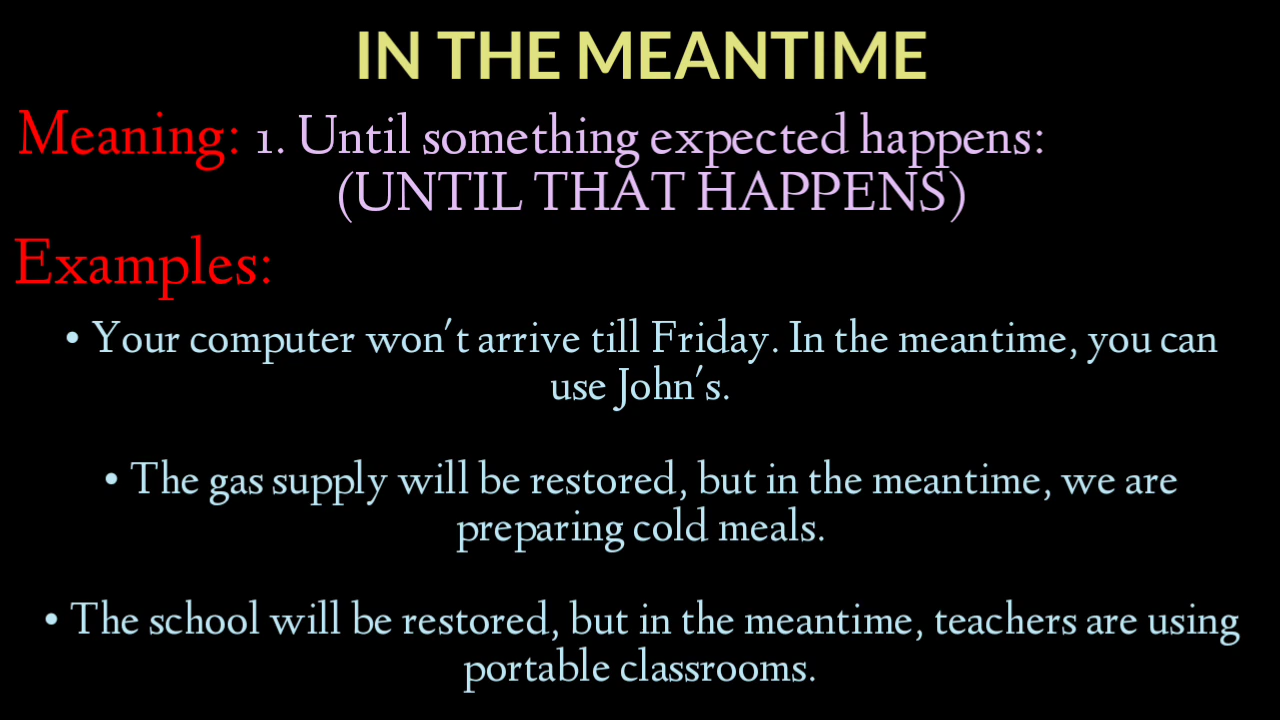 IN THE MEANTIME
Meaning: 1. Until something expected happens:
(UNTIL THAT HAPPENS)
Examples:
• Your computer won't arrive till Friday. In the meantime, you can
use John's.
• The gas supply will be restored, but in the meantime, we are
preparing cold meals.
• The school will be restored, but in the meantime, teachers are using
portable classrooms.